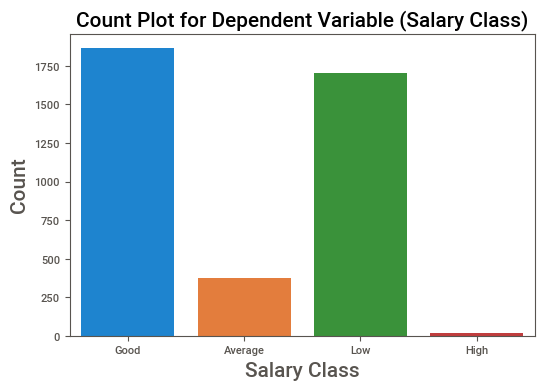 Count Plot for Dependent Variable (Salary Class)
Count
1750
1500
1250
1000
750
500
250
0
Good Average Low High
Salary Class